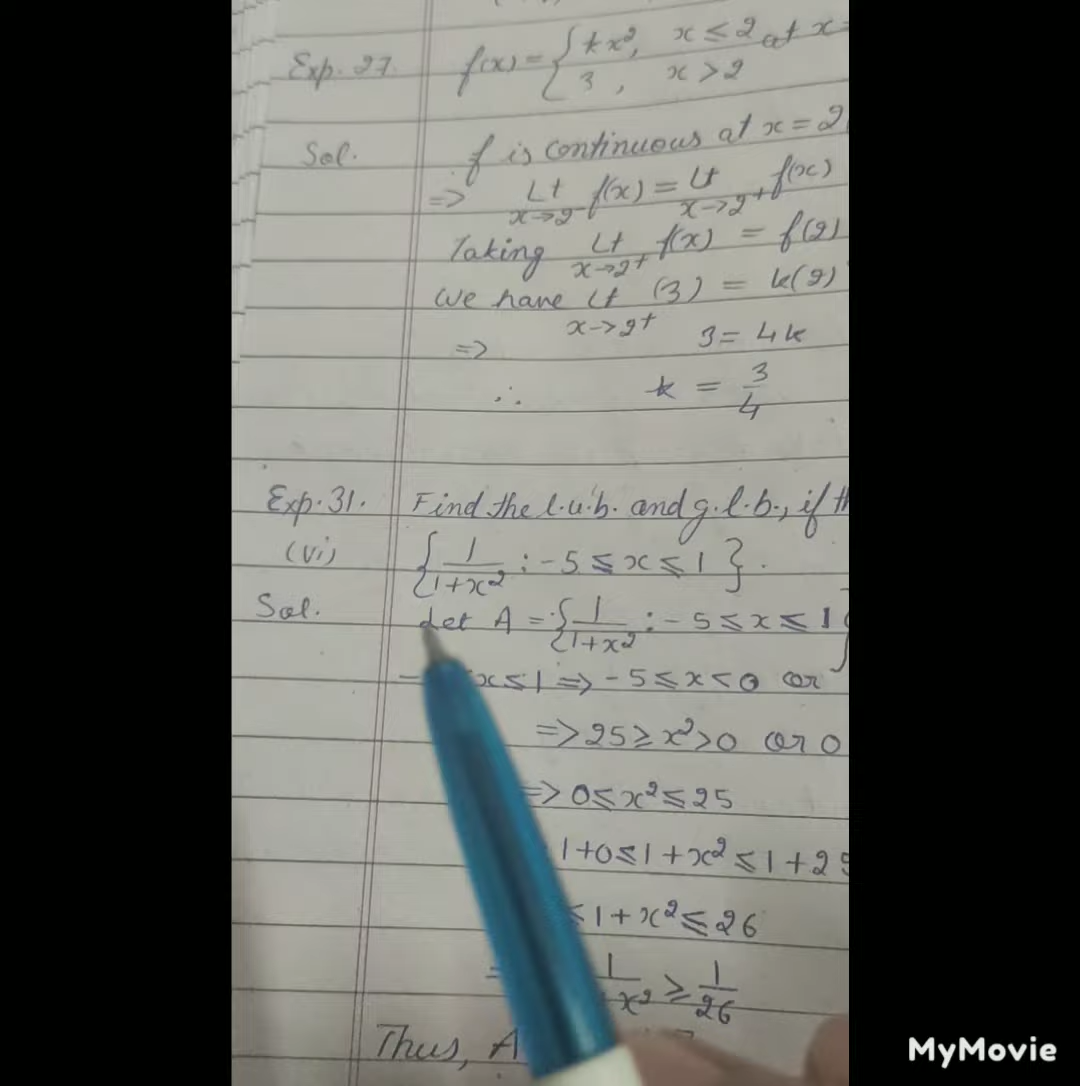 Exp. 27. f(x) = { kx², x ≤ 2 at x =
3, x > 2
Sol. f is continuous at x = 2
=> Lt x→2⁻ f(x) = Lt x→2⁺ f(x)
Taking Lt x→2⁺ f(x) = f(2)
We have Lt x→2⁺ (3) = k(2)
=> 3 = 4k
∴ k = 3/4
Exp. 31. Find the l.u.b. and g.l.b., if th
(vi) { 1/(1+x²) : -5 ≤ x ≤ 1 }.
Sol. Let A = { 1/(1+x²) : -5 ≤ x ≤ 1 }
x ≤ 1 => -5 ≤ x < 0 or
=> 25 ≥ x² > 0 or 0
=> 0 ≤ x² ≤ 25
1+0 ≤ 1+x² ≤ 1+25
≤ 1+x² ≤ 26
1/ x² ≥ 1/26
Thus, A
MyMovie